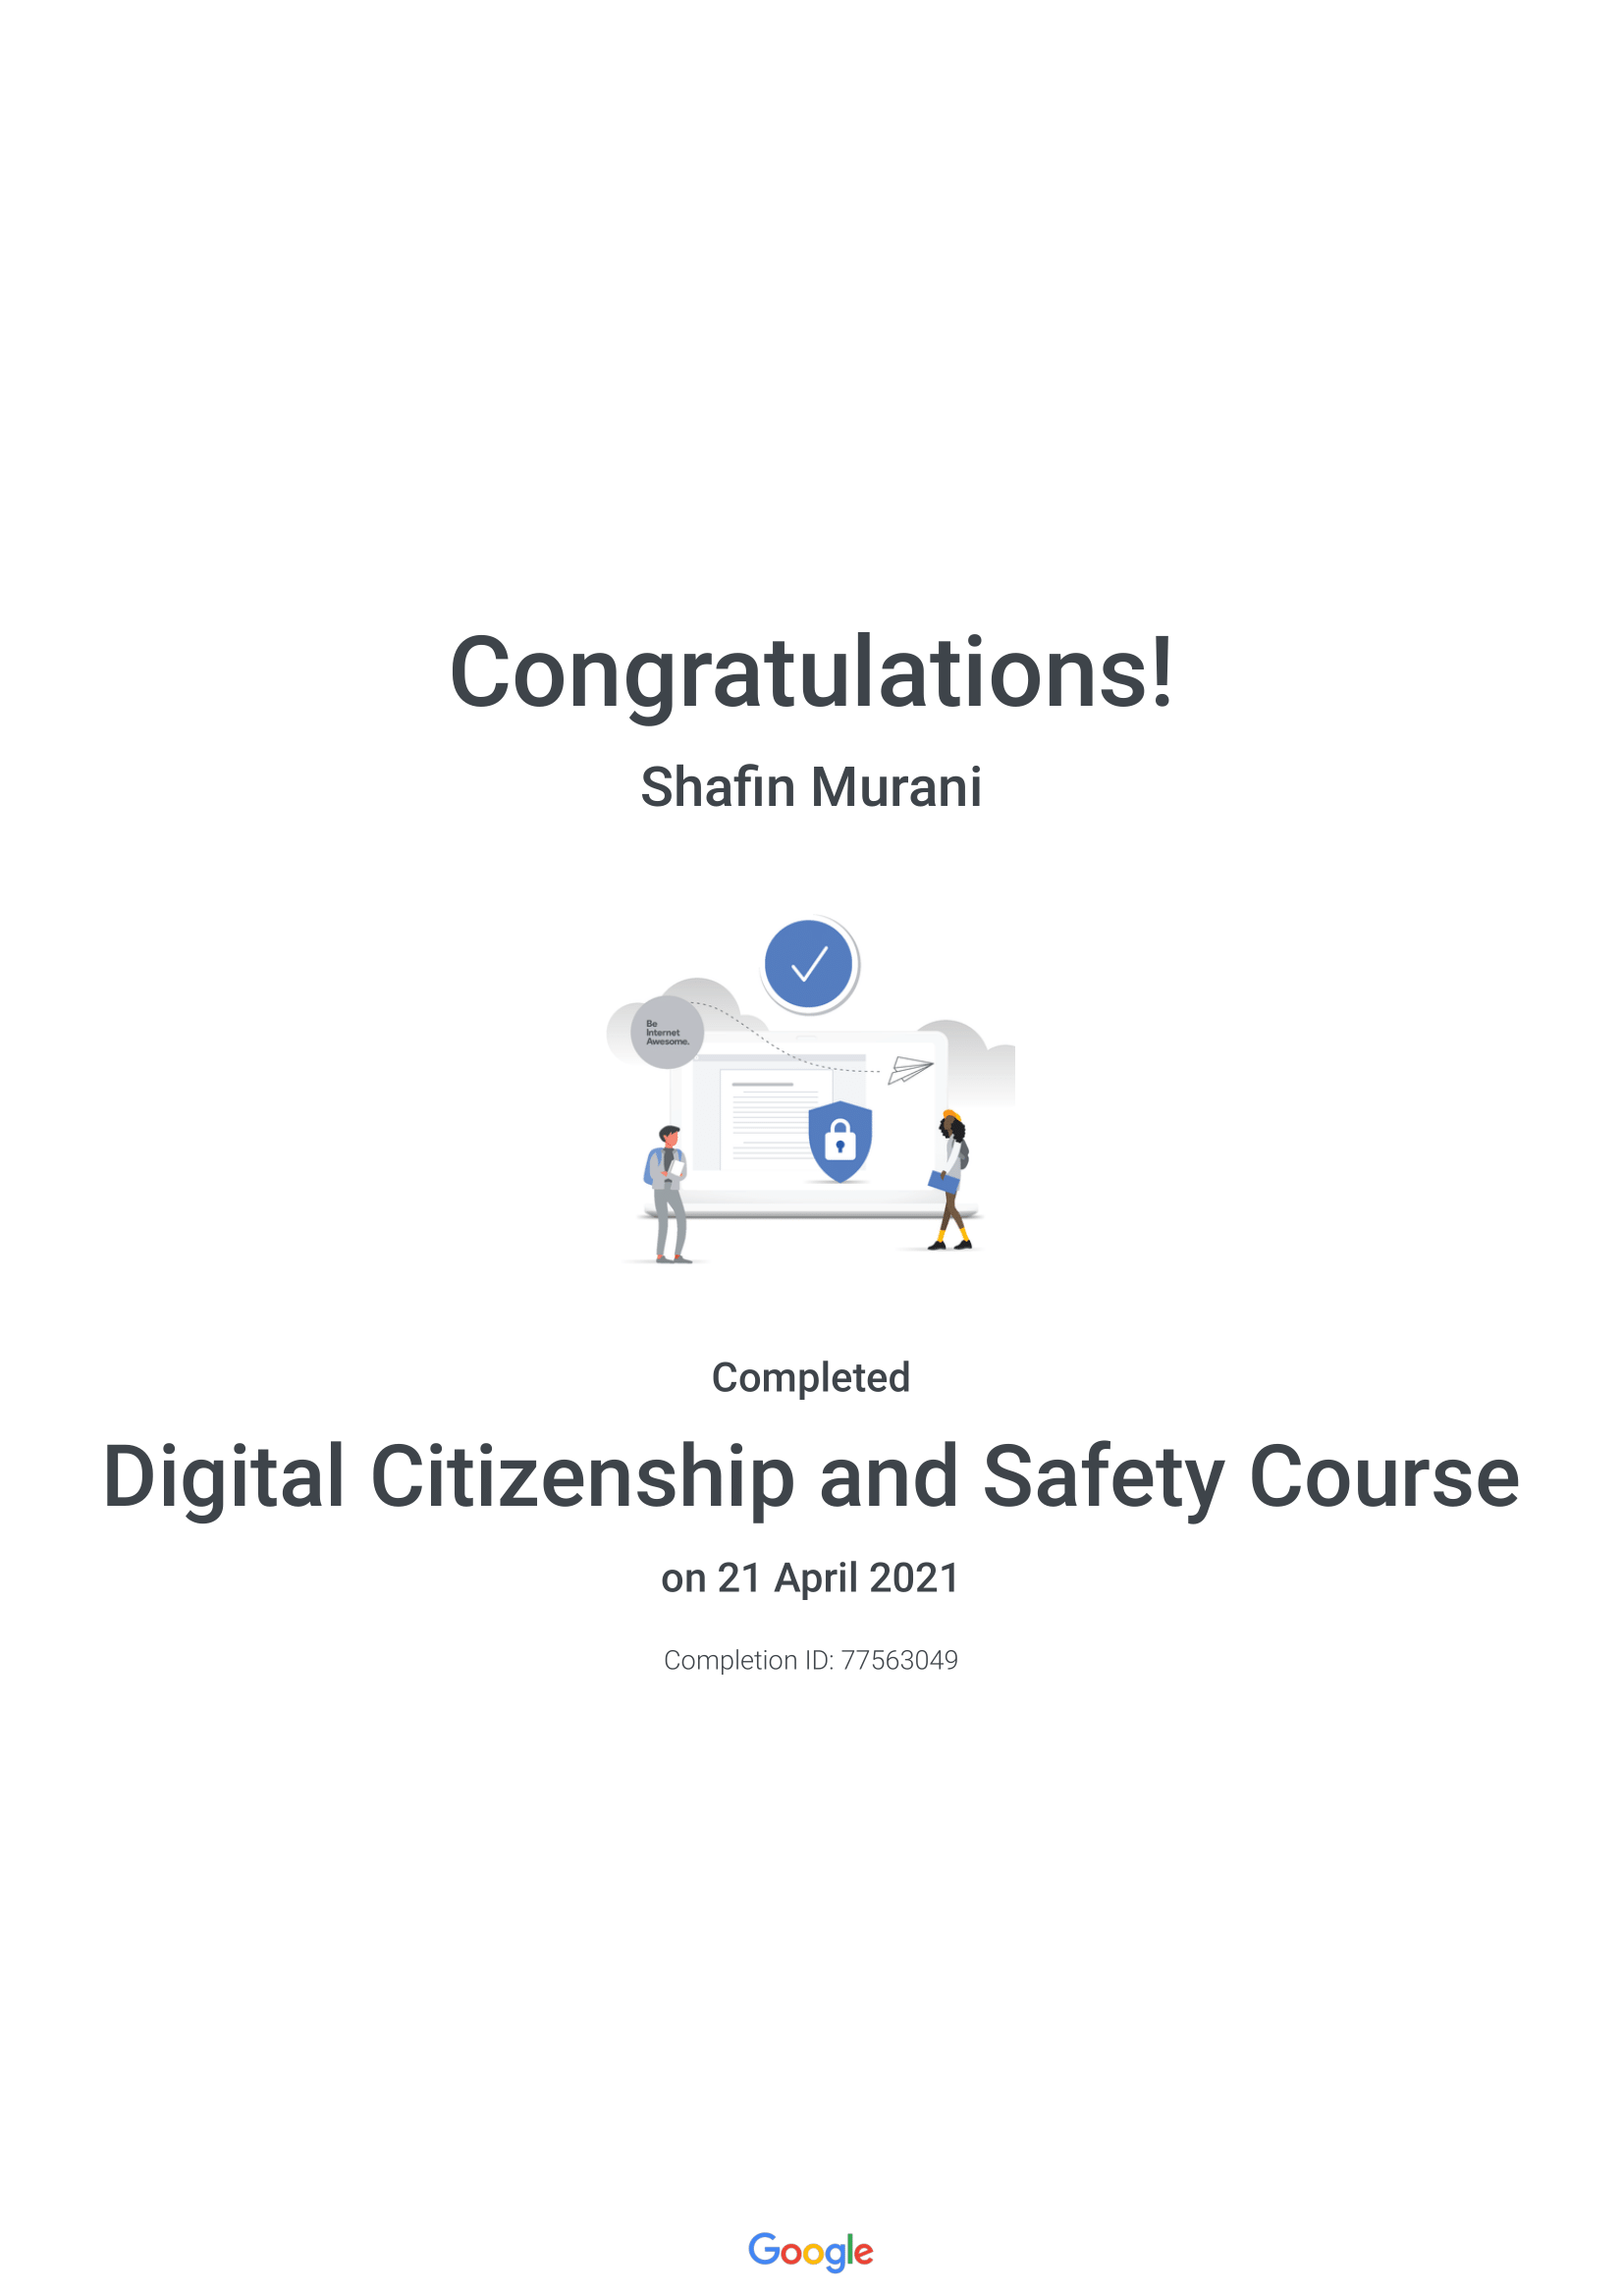 Congratulations!
Shafin Murani
Be
Internet
Awesome.
Completed
Digital Citizenship and Safety Course
on 21 April 2021
Completion ID: 77563049
Google